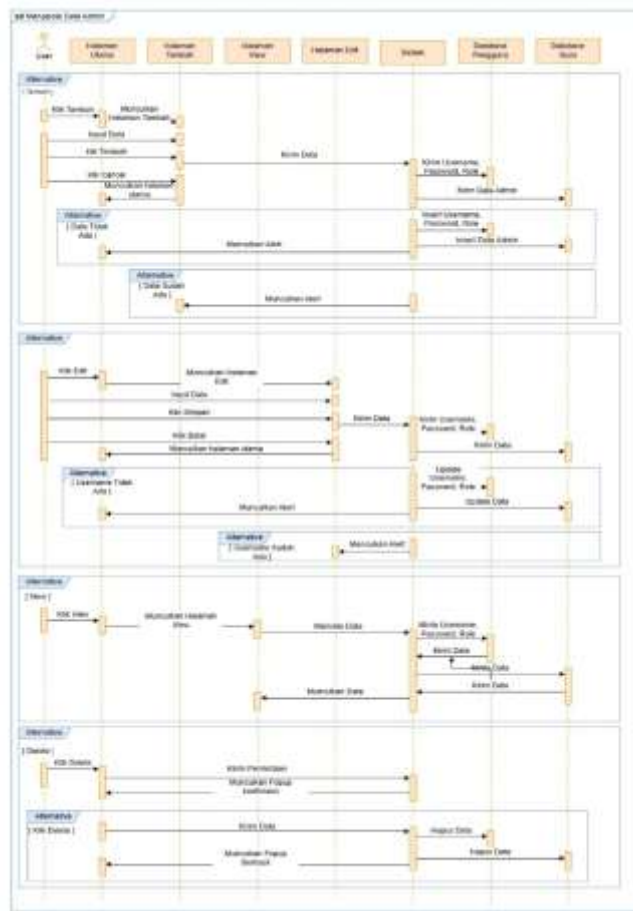 sd Manajemen Data Admin
User
Halaman
Utama
Halaman
Tambah
Halaman
View
Halaman Edit
Sistem
Database
Pengguna
Database
Guru
Alternative
Klik Tambah
Munculkan
Halaman Tambah
Input Data
Klik Tambah
Kirim Data
Kirim Username,
Password, Role
Klik Cancel
Munculkan halaman
utama
Kirim Data Admin
Alternative
[ Data Tidak
Ada ]
Insert Username,
Password, Role
Insert Data Admin
Munculkan Alert
Alternative
[ Data Sudah
Ada ]
Munculkan Alert
Alternative
Klik Edit
Munculkan Halaman
Edit
Input Data
Klik Simpan
Kirim Data
Kirim Username,
Password, Role
Klik Batal
Munculkan halaman utama
Kirim Data
Alternative
[ Username Tidak
Ada ]
Update
Username,
Password, Role
Update Data
Munculkan Alert
Alternative
[ Username Sudah
Ada ]
Munculkan Alert
Alternative
[ View ]
Klik View
Munculkan Halaman
View
Meminta Data
Minta Username,
Password, Role
Kirim Data
Minta Data
Kirim Data
Munculkan Data
Alternative
[ Delete ]
Klik Delete
Kirim Permintaan
Munculkan Popup
konfirmasi
Alternative
[ Klik Delete ]
Kirim Data
Hapus Data
Munculkan Popup
Berhasil
Hapus Data